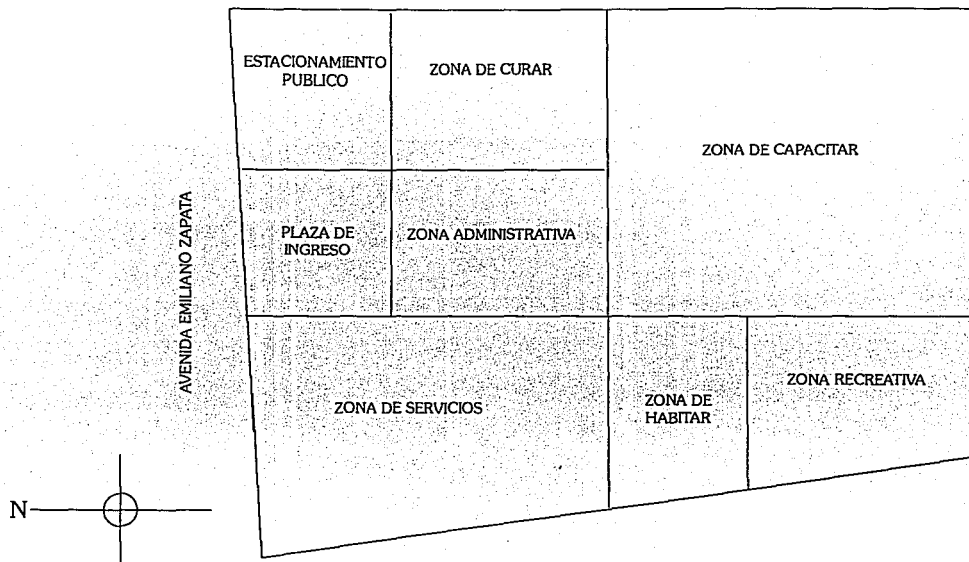 ESTACIONAMIENTO
PUBLICO
ZONA DE CURAR
ZONA DE CAPACITAR
PLAZA DE
INGRESO
ZONA ADMINISTRATIVA
AVENIDA EMILIANO ZAPATA
ZONA DE SERVICIOS
ZONA DE
HABITAR
ZONA RECREATIVA
N